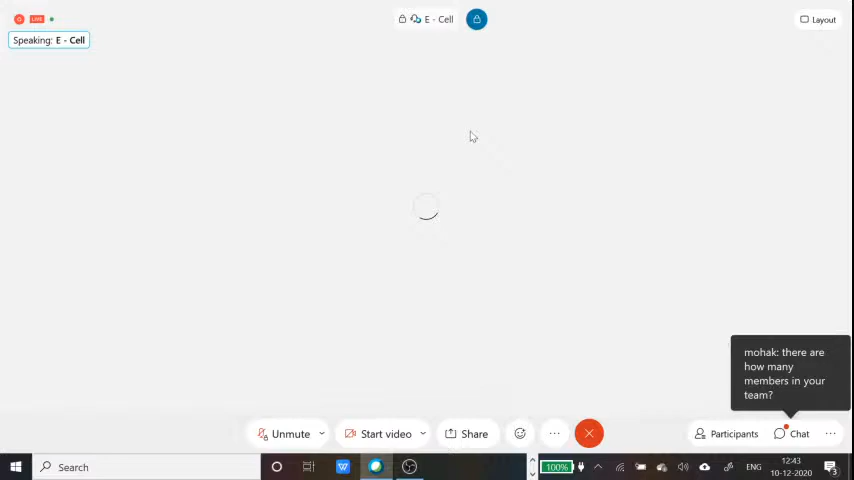 LIVE
E - Cell
Layout
Speaking: E - Cell
mohak: there are
how many
members in your
team?
Unmute
Start video
Share
Participants
Chat
Search
W
100%
ENG
12:43
10-12-2020
3